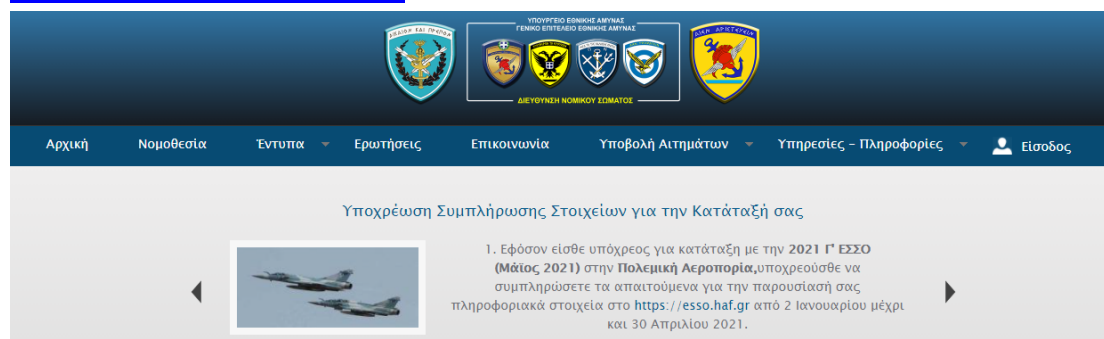 ΥΠΟΥΡΓΕΙΟ ΕΘΝΙΚΗΣ ΑΜΥΝΑΣ
ΓΕΝΙΚΟ ΕΠΙΤΕΛΕΙΟ ΕΘΝΙΚΗΣ ΑΜΥΝΑΣ
ΔΙΕΥΘΥΝΣΗ ΝΟΜΙΚΟΥ ΣΩΜΑΤΟΣ
Αρχική Νομοθεσία Έντυπα Ερωτήσεις Επικοινωνία Υποβολή Αιτημάτων Υπηρεσίες – Πληροφορίες Είσοδος
Υποχρέωση Συμπλήρωσης Στοιχείων για την Κατάταξή σας
1. Εφόσον είσθε υπόχρεος για κατάταξη με την 2021 Γ' ΕΣΣΟ
(Μάϊος 2021) στην Πολεμική Αεροπορία,υποχρεούσθε να
συμπληρώσετε τα απαιτούμενα για την παρουσίασή σας
πληροφοριακά στοιχεία στο https://esso.haf.gr από 2 Ιανουαρίου μέχρι
και 30 Απριλίου 2021.